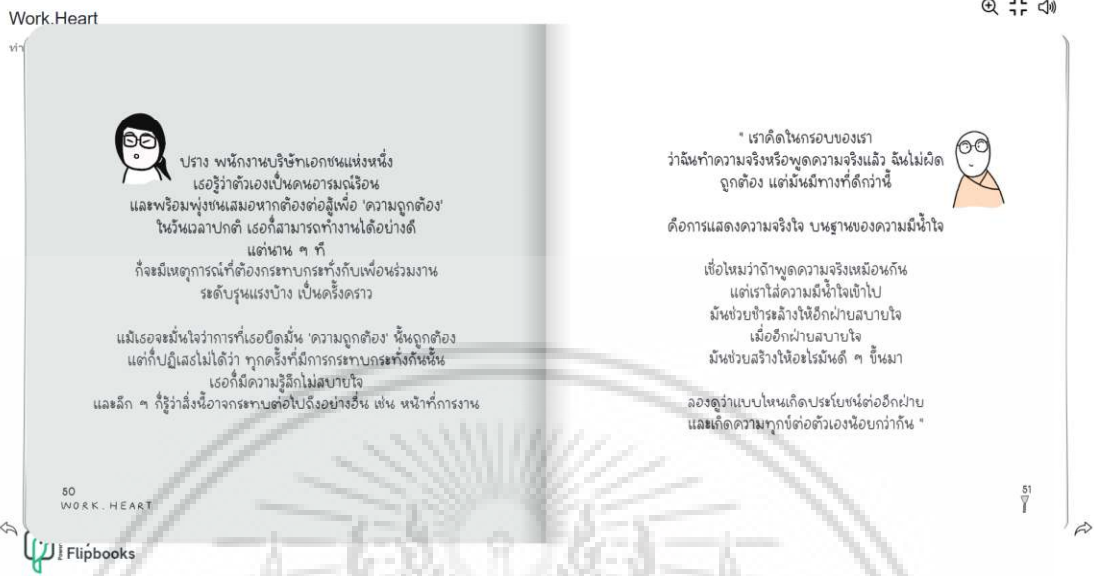 Work.Heart
ปราง พนักงานบริษัทเอกชนแห่งหนึ่ง
เธอรู้ว่าตัวเองเป็นคนอารมณ์ร้อน
และพร้อมพุ่งชนเสมอหากต้องต่อสู้เพื่อ 'ความถูกต้อง'
ในวันเวลาปกติ เธอก็สามารถทำงานได้อย่างดี
แต่นาน ๆ ที
ก็จะมีเหตุการณ์ที่ต้องกระทบกระทั่งกับเพื่อนร่วมงาน
ระดับรุนแรงบ้าง เป็นครั้งคราว
แม้เธอจะมั่นใจว่าการที่เธอยึดมั่น 'ความถูกต้อง' นั้นถูกต้อง
แต่ก็ปฏิเสธไม่ได้ว่า ทุกครั้งที่มีการกระทบกระทั่งกันนั้น
เธอก็มีความรู้สึกไม่สบายใจ
และลึก ๆ ก็รู้ว่าสิ่งนี้อาจกระทบต่อไปถึงอย่างอื่น เช่น หน้าที่การงาน
50
WORK.HEART
" เราคิดในกรอบของเรา
ว่าฉันทำความจริงหรือพูดความจริงแล้ว ฉันไม่ผิด
ถูกต้อง แต่มันมีทางที่ดีกว่านี้
คือการแสดงความจริงใจ บนฐานของความมีน้ำใจ
เชื่อไหมว่าถ้าพูดความจริงเหมือนกัน
แต่เราใส่ความมีน้ำใจเข้าไป
มันช่วยชำระล้างให้อีกฝ่ายสบายใจ
เมื่ออีกฝ่ายสบายใจ
มันช่วยสร้างให้อะไรมันดี ๆ ขึ้นมา
ลองดูว่าแบบไหนเกิดประโยชน์ต่ออีกฝ่าย
และเกิดความทุกข์ต่อตัวเองน้อยกว่ากัน "
51
Flipbooks